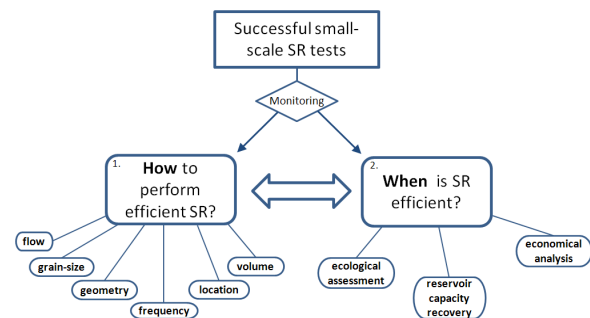 Successful small-
scale SR tests
Monitoring
1.
How to
perform
efficient SR?
2.
When is SR
efficient?
flow
grain-size
geometry
frequency
location
volume
ecological
assessment
reservoir
capacity
recovery
economical
analysis